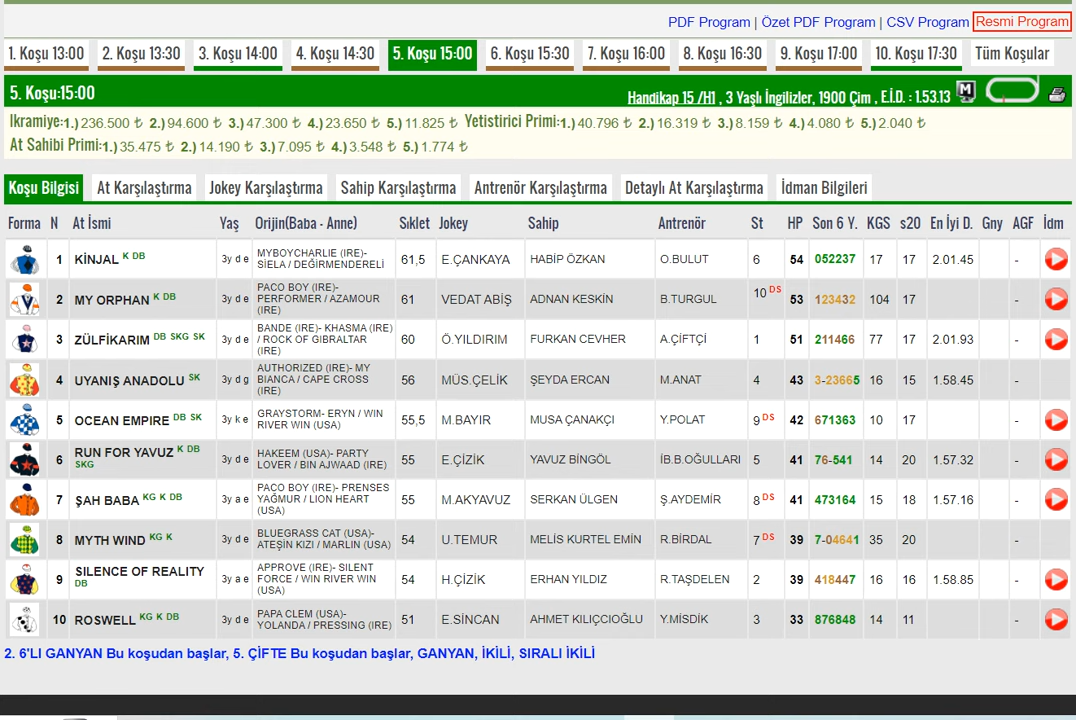 PDF Program | Özet PDF Program | CSV Program Resmi Program
1. Koşu 13:00 2. Koşu 13:30 3. Koşu 14:00 4. Koşu 14:30 5. Koşu 15:00 6. Koşu 15:30 7. Koşu 16:00 8. Koşu 16:30 9. Koşu 17:00 10. Koşu 17:30 Tüm Koşular
5. Koşu:15:00 Handikap 15 /H1 , 3 Yaşlı İngilizler, 1900 Çim , E.İ.D. : 1.53.13 M
Ikramiye:1.) 236.500 ₺ 2.) 94.600 ₺ 3.) 47.300 ₺ 4.) 23.650 ₺ 5.) 11.825 ₺ Yetistirici Primi:1.) 40.796 ₺ 2.) 16.319 ₺ 3.) 8.159 ₺ 4.) 4.080 ₺ 5.) 2.040 ₺
At Sahibi Primi:1.) 35.475 ₺ 2.) 14.190 ₺ 3.) 7.095 ₺ 4.) 3.548 ₺ 5.) 1.774 ₺
Koşu Bilgisi At Karşılaştırma Jokey Karşılaştırma Sahip Karşılaştırma Antrenör Karşılaştırma Detaylı At Karşılaştırma İdman Bilgileri
Forma N At İsmi Yaş Orijin(Baba - Anne) Sıklet Jokey Sahip Antrenör St HP Son 6 Y. KGS s20 En İyi D. Gny AGF İdm
1 KİNJAL K DB 3y d e MYBOYCHARLIE (IRE)- SİELA / DEĞİRMENDERELİ 61,5 E.ÇANKAYA HABİP ÖZKAN O.BULUT 6 54 052237 17 17 2.01.45 -
2 MY ORPHAN K DB 3y d e PACO BOY (IRE)- PERFORMER / AZAMOUR (IRE) 61 VEDAT ABİŞ ADNAN KESKİN B.TURGUL 10 DS 53 123432 104 17 -
3 ZÜLFİKARIM DB SKG SK 3y d e BANDE (IRE)- KHASMA (IRE) / ROCK OF GIBRALTAR (IRE) 60 Ö.YILDIRIM FURKAN CEVHER A.ÇİFTÇİ 1 51 211466 77 17 2.01.93 -
4 UYANIŞ ANADOLU SK 3y d g AUTHORIZED (IRE)- MY BIANCA / CAPE CROSS (IRE) 56 MÜS.ÇELİK ŞEYDA ERCAN M.ANAT 4 43 3-23665 16 15 1.58.45 -
5 OCEAN EMPIRE DB SK 3y k e GRAYSTORM- ERYN / WIN RIVER WIN (USA) 55,5 M.BAYIR MUSA ÇANAKÇI Y.POLAT 9 DS 42 671363 10 17 -
6 RUN FOR YAVUZ K DB SKG 3y d e HAKEEM (USA)- PARTY LOVER / BIN AJWAAD (IRE) 55 E.ÇİZİK YAVUZ BİNGÖL İB.B.OĞULLARI 5 41 76-541 14 20 1.57.32 -
7 ŞAH BABA KG K DB 3y a e PACO BOY (IRE)- PRENSES YAĞMUR / LION HEART (USA) 55 M.AKYAVUZ SERKAN ÜLGEN Ş.AYDEMİR 8 DS 41 473164 15 18 1.57.16 -
8 MYTH WIND KG K 3y d e BLUEGRASS CAT (USA)- ATEŞİN KIZI / MARLIN (USA) 54 U.TEMUR MELİS KURTEL EMİN R.BİRDAL 7 DS 39 7-04641 35 20 -
9 SILENCE OF REALITY DB 3y a e APPROVE (IRE)- SILENT FORCE / WIN RIVER WIN (USA) 54 H.ÇİZİK ERHAN YILDIZ R.TAŞDELEN 2 39 418447 16 16 1.58.85 -
10 ROSWELL KG K DB 3y d e PAPA CLEM (USA)- YOLANDA / PRESSING (IRE) 51 E.SİNCAN AHMET KILIÇCIOĞLU Y.MİSDİK 3 33 876848 14 11 -
2. 6'LI GANYAN Bu koşudan başlar, 5. ÇİFTE Bu koşudan başlar, GANYAN, İKİLİ, SIRALI İKİLİ